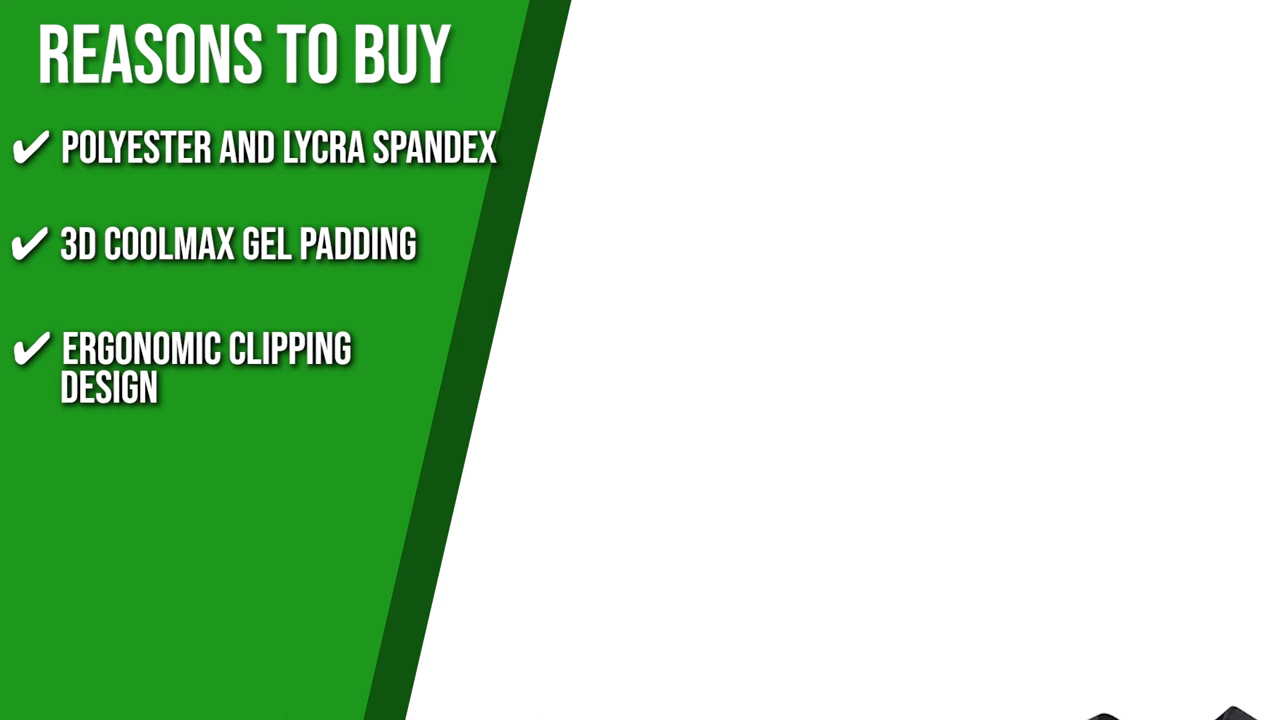 REASONS TO BUY
✔ POLYESTER AND LYCRA SPANDEX
✔ 3D COOLMAX GEL PADDING
✔ ERGONOMIC CLIPPING
DESIGN